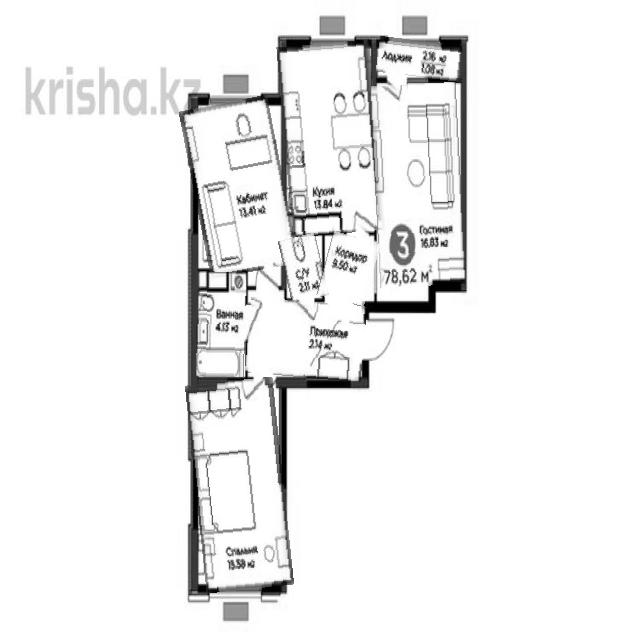 krisha.kz
Лоджия 2.16 м2
1.08 м2
Кабинет
13.41 м2
Кухня
13.84 м2
Гостиная
16.83 м2
3
78,62 м2
Коридор
9.50 м2
С/У
2.11 м2
Ванная
4.13 м2
Прихожая
2.14 м2
Спальня
15.38 м2